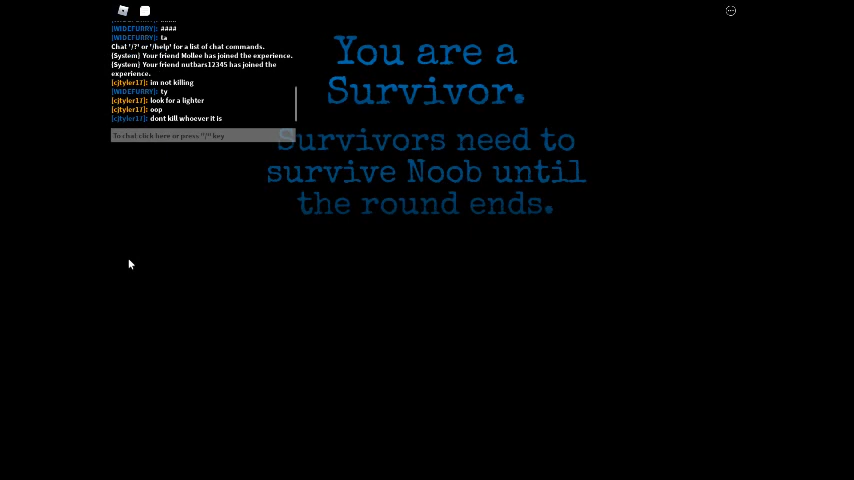 [WIDEFURRY]: ####
[WIDEFURRY]: ta
Chat '/?' or '/help' for a list of chat commands.
{System} Your friend Mollee has joined the experience.
{System} Your friend nutbars12345 has joined the
experience.
[cjtyler17]: im not killing
[WIDEFURRY]: ty
[cjtyler17]: look for a lighter
[cjtyler17]: oop
[cjtyler17]: dont kill whoever it is
To chat click here or press "/" key
You are a
Survivor.
Survivors need to
survive Noob until
the round ends.